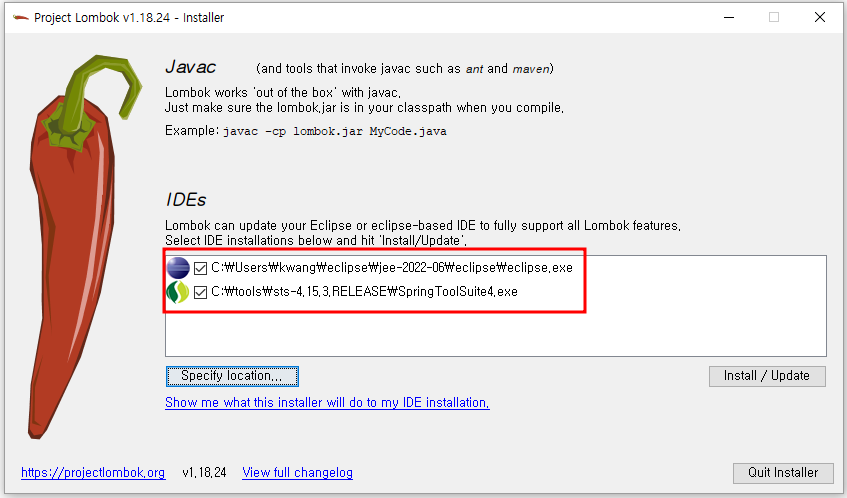 Project Lombok v1.18.24 - Installer
Javac (and tools that invoke javac such as ant and maven)
Lombok works 'out of the box' with javac.
Just make sure the lombok.jar is in your classpath when you compile.
Example: javac -cp lombok.jar MyCode.java
IDEs
Lombok can update your Eclipse or eclipse-based IDE to fully support all Lombok features.
Select IDE installations below and hit 'Install/Update'.
C:₩Users₩kwang₩eclipse₩jee-2022-06₩eclipse₩eclipse.exe
C:₩tools₩sts-4.15.3.RELEASE₩SpringToolSuite4.exe
Specify location... Install / Update
Show me what this installer will do to my IDE installation.
https://projectlombok.org v1.18.24 View full changelog Quit Installer